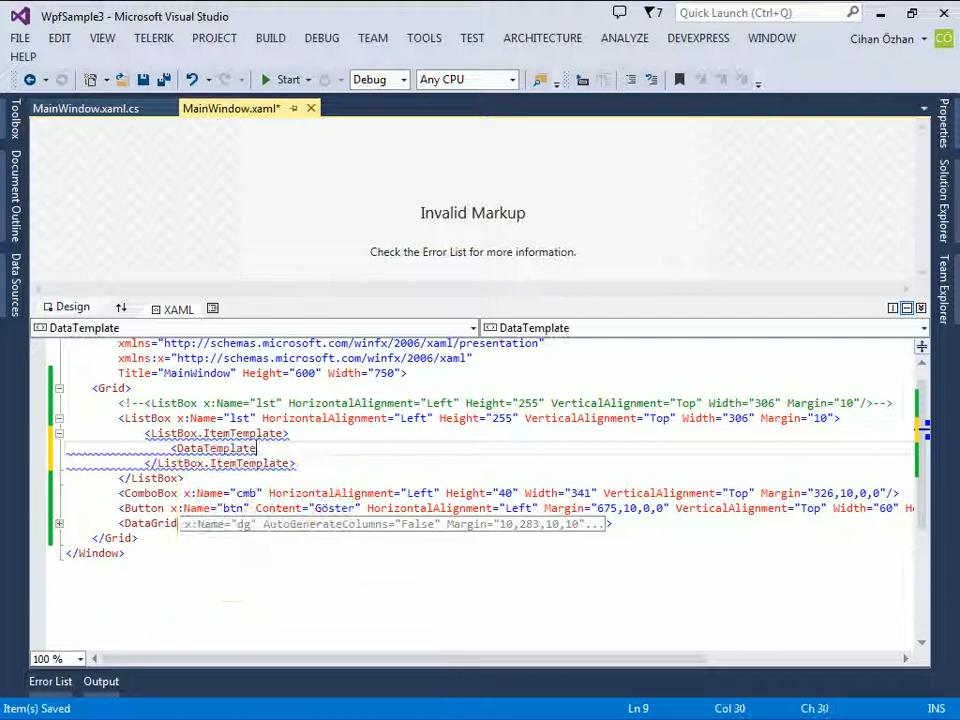 WpfSample3 - Microsoft Visual Studio
7
Quick Launch (Ctrl+Q)
FILE EDIT VIEW TELERIK PROJECT BUILD DEBUG TEAM TOOLS TEST ARCHITECTURE ANALYZE DEVEXPRESS WINDOW Cihan Özhan CÖ
HELP
Start Debug Any CPU
MainWindow.xaml.cs MainWindow.xaml*
Toolbox
Document Outline
Data Sources
Properties
Solution Explorer
Team Explorer
Invalid Markup
Check the Error List for more information.
Design XAML
DataTemplate DataTemplate
xmlns="http://schemas.microsoft.com/winfx/2006/xaml/presentation"
xmlns:x="http://schemas.microsoft.com/winfx/2006/xaml"
Title="MainWindow" Height="600" Width="750">
<Grid>
<!--<ListBox x:Name="lst" HorizontalAlignment="Left" Height="255" VerticalAlignment="Top" Width="306" Margin="10"/>-->
<ListBox x:Name="lst" HorizontalAlignment="Left" Height="255" VerticalAlignment="Top" Width="306" Margin="10">
<ListBox.ItemTemplate>
<DataTemplate
</ListBox.ItemTemplate>
</ListBox>
<ComboBox x:Name="cmb" HorizontalAlignment="Left" Height="40" Width="341" VerticalAlignment="Top" Margin="326,10,0,0"/>
<Button x:Name="btn" Content="Göster" HorizontalAlignment="Left" Margin="675,10,0,0" VerticalAlignment="Top" Width="60" He
<DataGrid x:Name="dg" AutoGenerateColumns="False" Margin="10,283,10,10"...>
</Grid>
</Window>
100 %
Error List Output
Item(s) Saved Ln 9 Col 30 Ch 30 INS